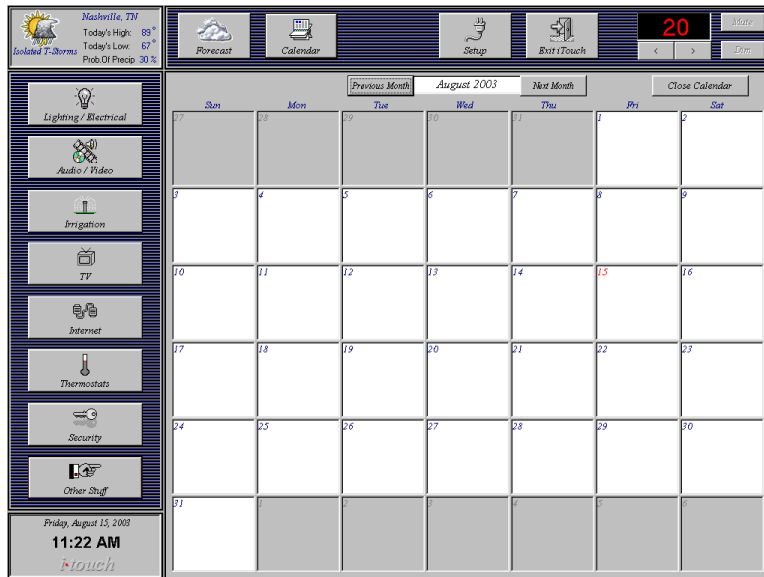 Nashville, TN
Today's High: 89°
Today's Low: 67°
Isolated T-Storms
Prob.Of Precip 30 %
Forecast
Calendar
Setup
Exit iTouch
20
< >
Mute
Dim
Lighting / Electrical
Audio / Video
Irrigation
TV
Internet
Thermostats
Security
Other Stuff
Friday, August 15, 2003
11:22 AM
i•touch
Previous Month August 2003 Next Month Close Calendar
Sun Mon Tue Wed Thu Fri Sat
27 28 29 30 31 1 2
3 4 5 6 7 8 9
10 11 12 13 14 15 16
17 18 19 20 21 22 23
24 25 26 27 28 29 30
31 1 2 3 4 5 6